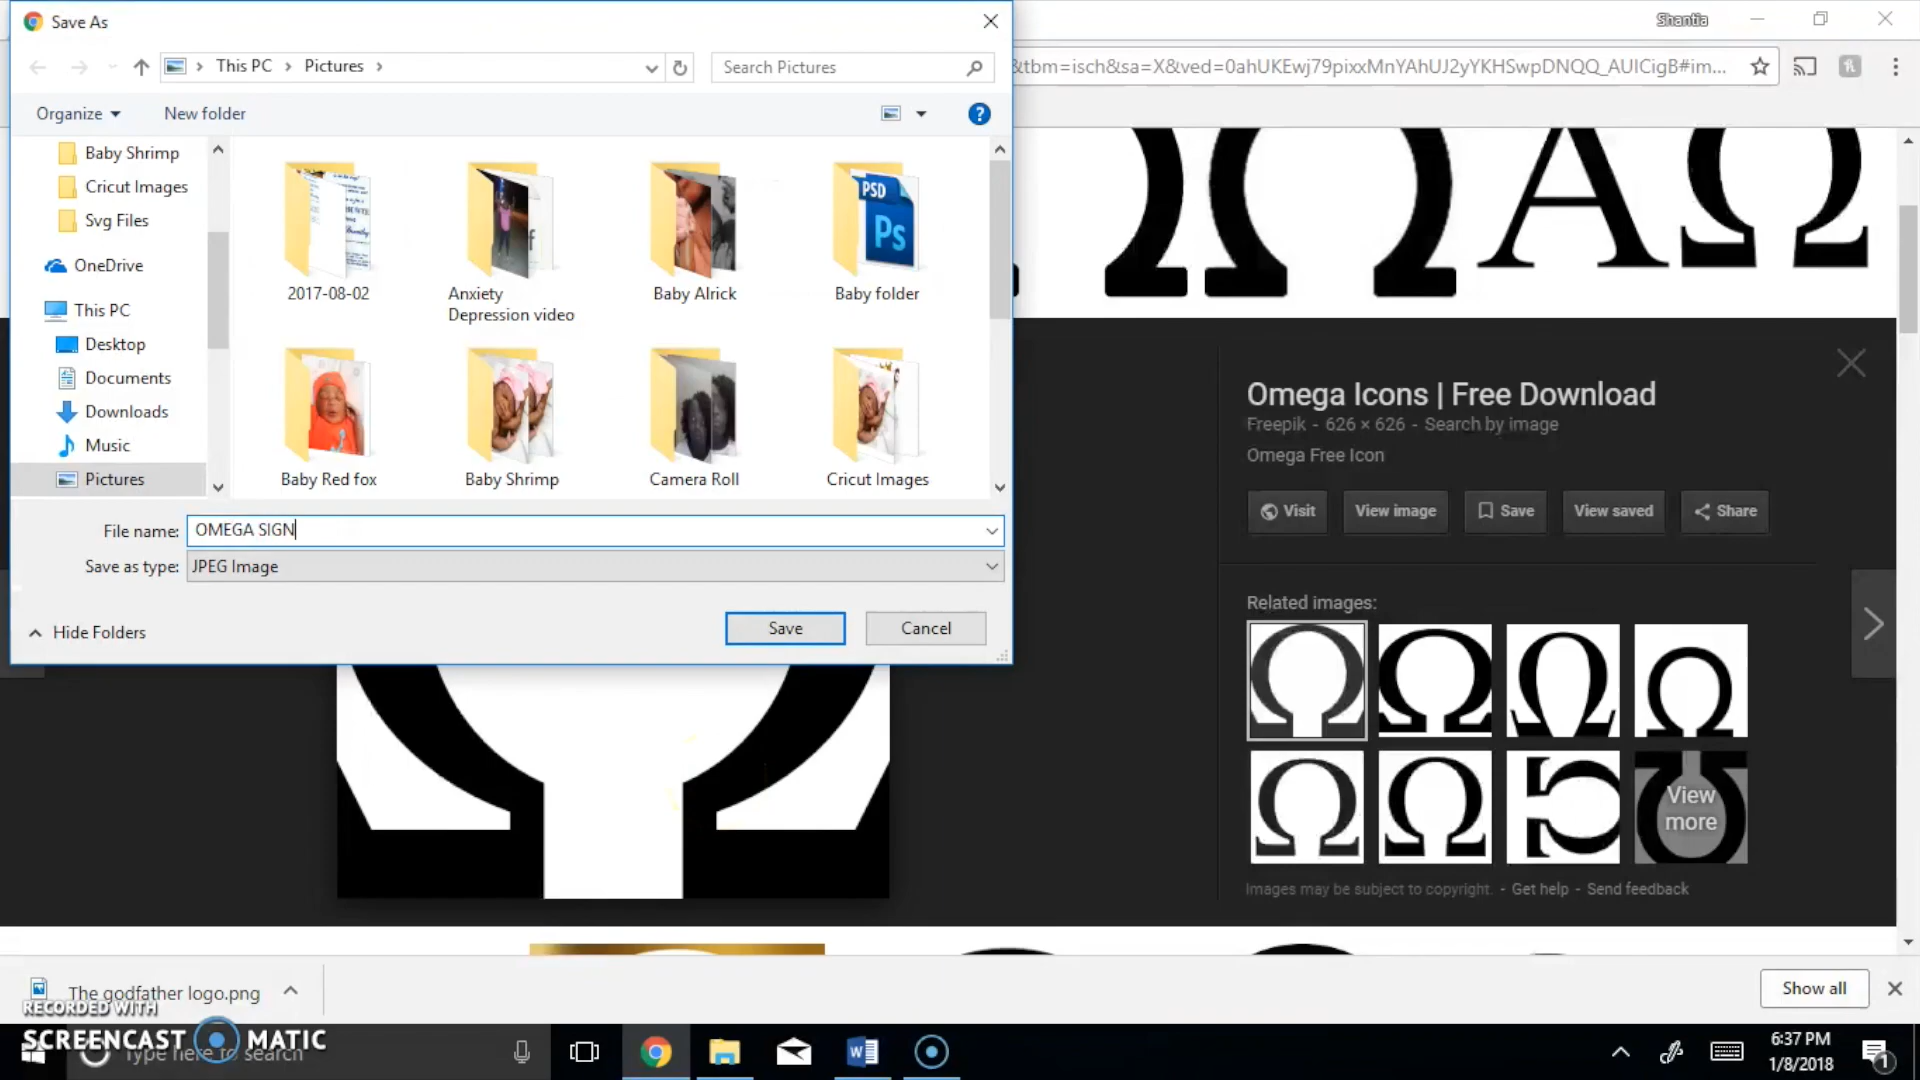 Save As
Shantia
This PC
Pictures
Search Pictures
&tbm=isch&sa=X&ved=0ahUKEwj79pixxMnYAhUJ2yYKHSwpDNQQ_AUICigB#im...
Organize
New folder
?
Baby Shrimp
Cricut Images
Svg Files
OneDrive
This PC
Desktop
Documents
Downloads
Music
Pictures
2017-08-02
Anxiety
Depression video
Baby Alrick
PSD
Ps
Baby folder
Baby Red fox
Baby Shrimp
Camera Roll
Cricut Images
File name: OMEGA SIGN
Save as type: JPEG Image
Hide Folders
Save
Cancel
Ω Ω Α Ω
Omega Icons | Free Download
Freepik - 626 × 626 - Search by image
Omega Free Icon
Visit
View image
Save
View saved
Share
Related images:
View
more
Images may be subject to copyright. - Get help - Send feedback
The godfather logo.png
Show all
RECORDED WITH
SCREENCAST MATIC
Type here to search
6:37 PM
1/8/2018
1